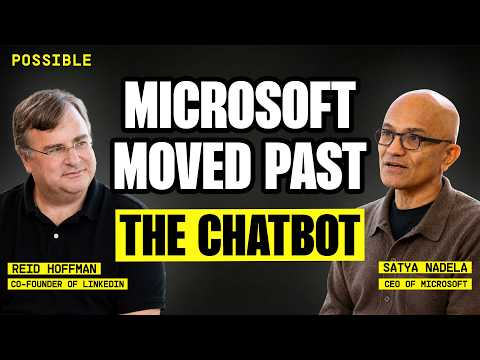 POSSIBLE
MICROSOFT
MOVED PAST
THE CHATBOT
REID HOFFMAN
CO-FOUNDER OF LINKEDIN
SATYA NADELA
CEO OF MICROSOFT